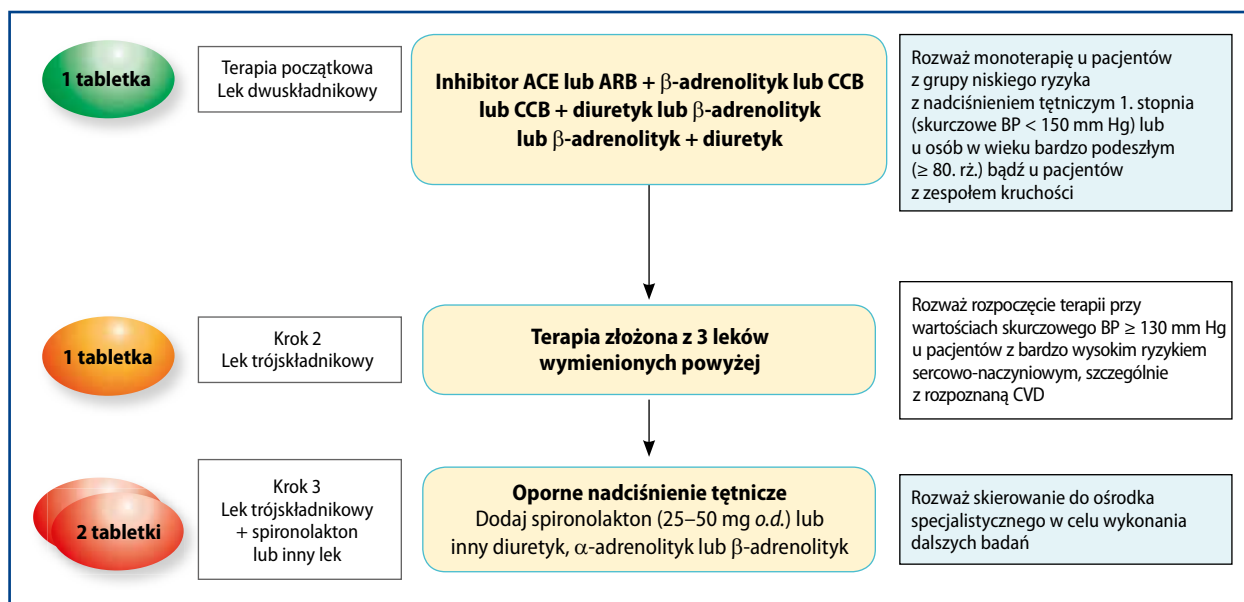 1 tabletka
Terapia początkowa
Lek dwuskładnikowy
Inhibitor ACE lub ARB + β-adrenolityk lub CCB
lub CCB + diuretyk lub β-adrenolityk
lub β-adrenolityk + diuretyk
Rozważ monoterapię u pacjentów
z grupy niskiego ryzyka
z nadciśnieniem tętniczym 1. stopnia
(skurczowe BP < 150 mm Hg) lub
u osób w wieku bardzo podeszłym
(≥ 80. rż.) bądź u pacjentów
z zespołem kruchości
1 tabletka
Krok 2
Lek trójskładnikowy
Terapia złożona z 3 leków
wymienionych powyżej
Rozważ rozpoczęcie terapii przy
wartościach skurczowego BP ≥ 130 mm Hg
u pacjentów z bardzo wysokim ryzykiem
sercowo-naczyniowym, szczególnie
z rozpoznaną CVD
2 tabletki
Krok 3
Lek trójskładnikowy
+ spironolakton
lub inny lek
Oporne nadciśnienie tętnicze
Dodaj spironolakton (25–50 mg o.d.) lub
inny diuretyk, α-adrenolityk lub β-adrenolityk
Rozważ skierowanie do ośrodka
specjalistycznego w celu wykonania
dalszych badań